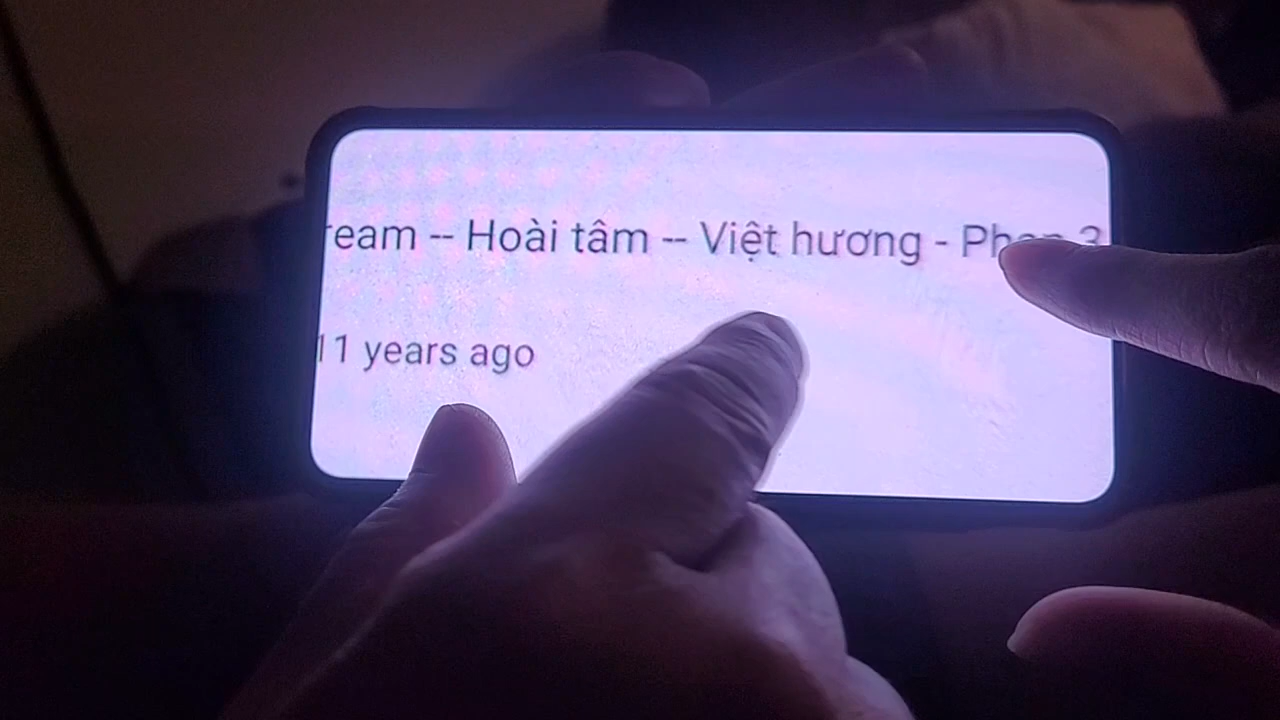 ream -- Hoài tâm -- Việt hương -
11 years ago